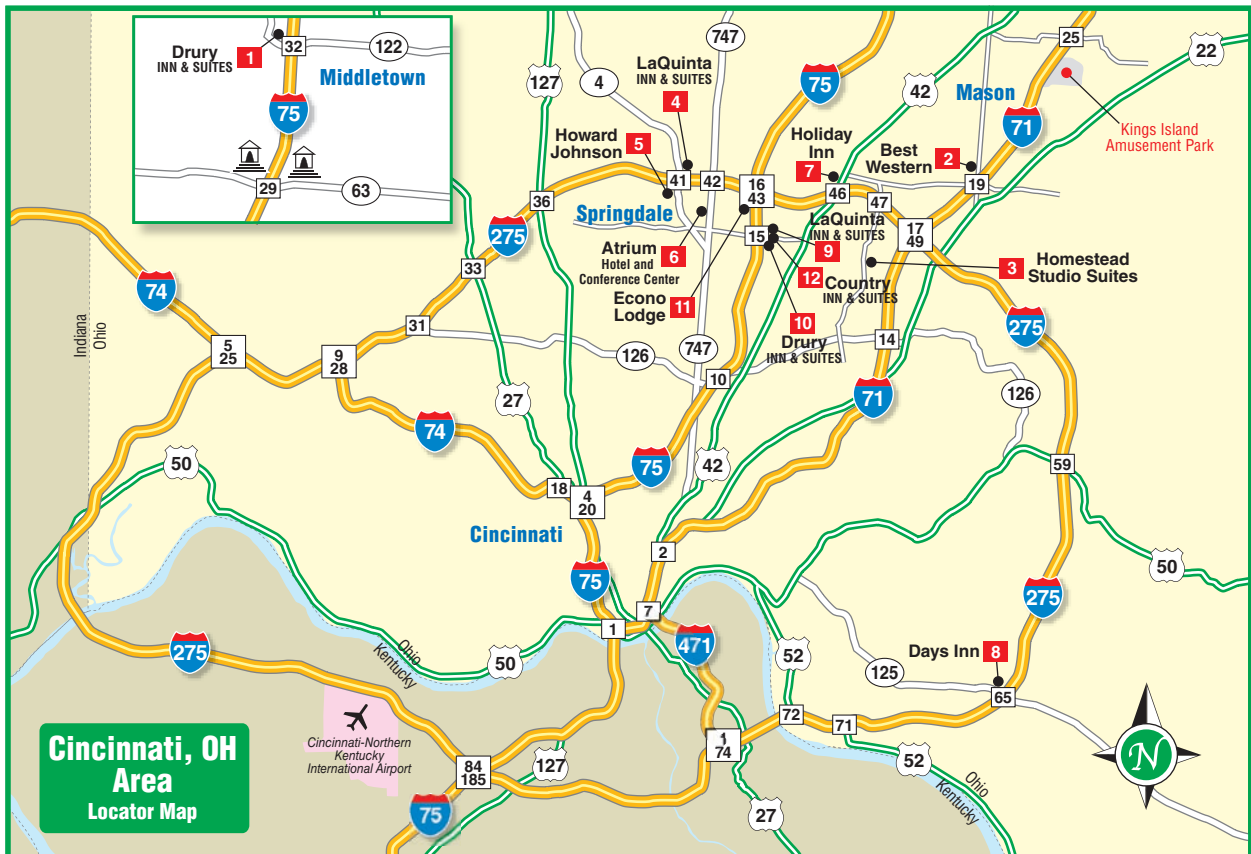 Drury
INN & SUITES
1
32
122
Middletown
75
29
63
747
127
4
LaQuinta
INN & SUITES
4
75
42
25
22
Mason
71
Kings Island
Amusement Park
Howard
Johnson
5
Holiday
Inn
7
Best
Western
2
41
42
16
43
46
47
19
36
Springdale
275
LaQuinta
INN & SUITES
9
15
17
49
Atrium
Hotel and
Conference Center
6
12
Country
INN & SUITES
3
Homestead
Studio Suites
33
Econo
Lodge
11
10
Drury
INN & SUITES
275
74
Indiana
Ohio
31
5
25
9
28
126
747
14
10
126
27
71
74
50
75
42
59
18
4
20
Cincinnati
2
50
75
275
7
1
471
Ohio
Kentucky
275
50
52
Days Inn
8
125
65
72
71
1
74
52
Cincinnati-Northern
Kentucky
International Airport
84
185
127
75
27
Ohio
Kentucky
N
Cincinnati, OH
Area
Locator Map